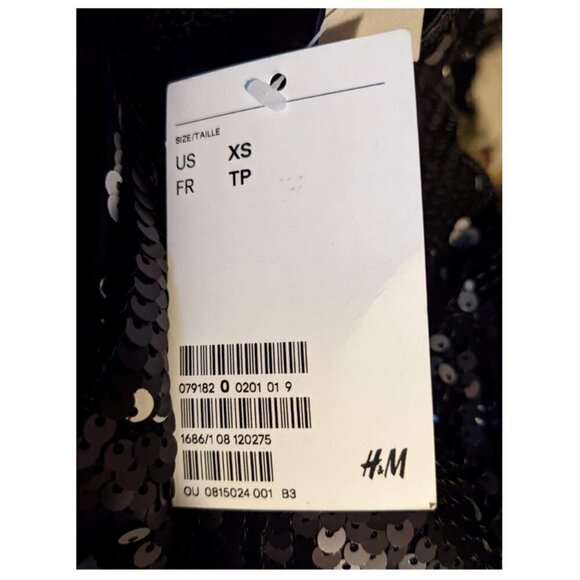 SIZE/TAILLE
US XS
FR TP
079182 0 0201 01 9
1686/1 08 120275
OU 0815024 001 B3
H&M